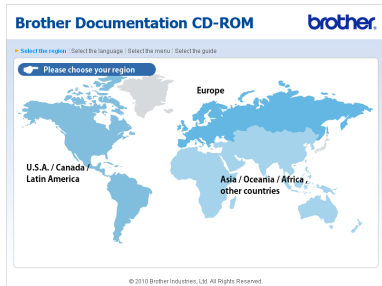 Brother Documentation CD-ROM
brother.
Select the region | Select the language | Select the menu | Select the guide
Please choose your region
Europe
U.S.A. / Canada /
Latin America
Asia / Oceania / Africa ,
other countries
© 2010 Brother Industries, Ltd. All Rights Reserved.